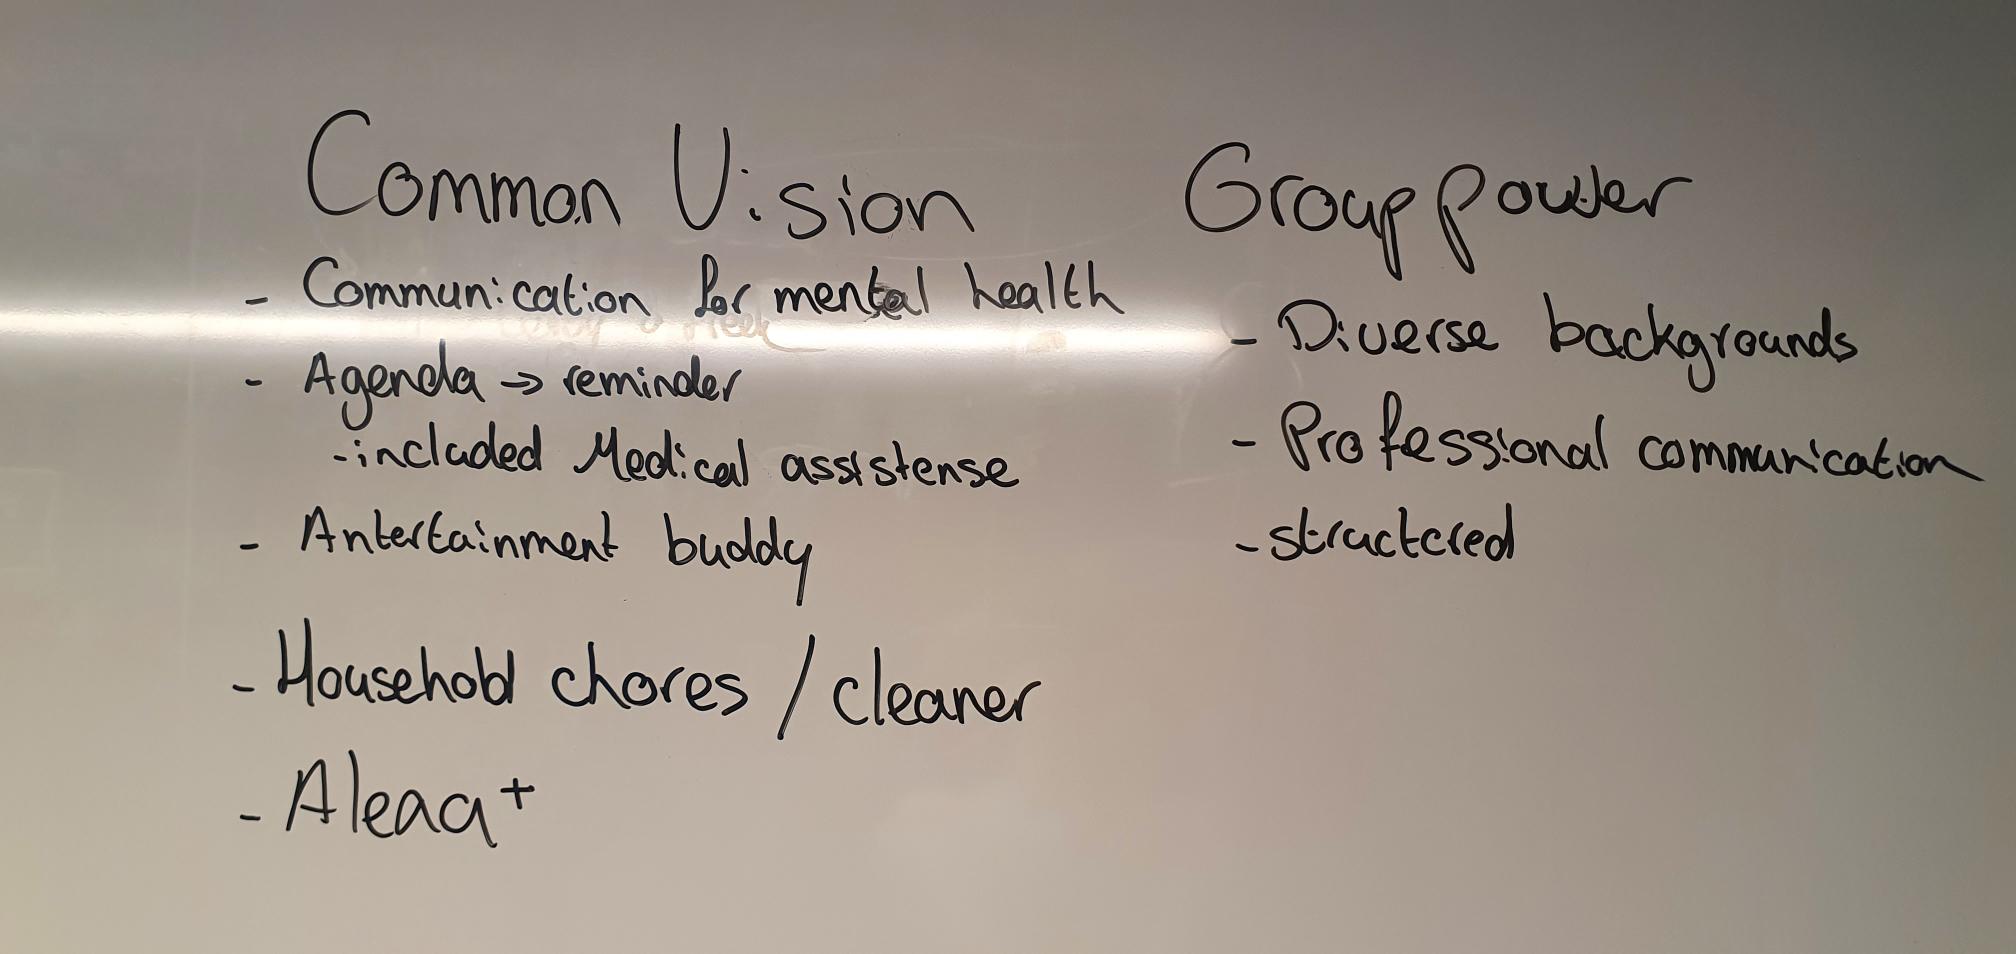 Common Vision
- Communication for mental health
- Agenda → reminder
- included Medical assistense
- Antertainment buddy
- Household chores / cleaner
- Aleaa+
Group power
- Diverse backgrounds
- Professional communication
- structered